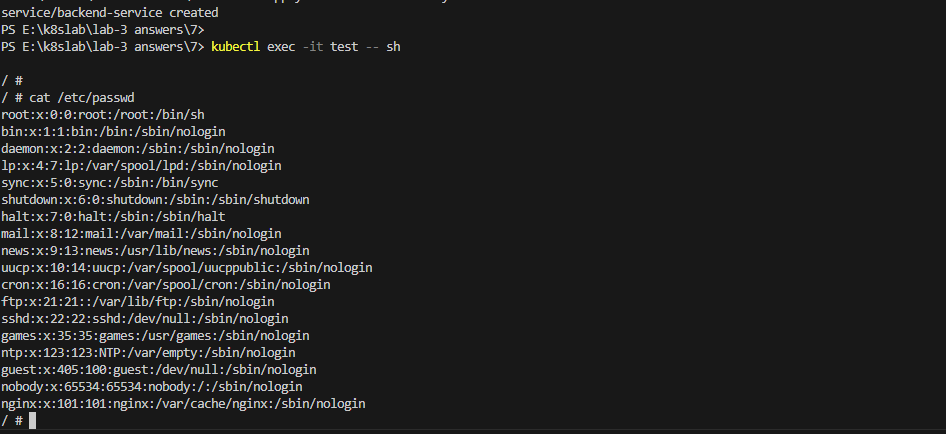 service/backend-service created
PS E:\k8slab\lab-3 answers\7>
PS E:\k8slab\lab-3 answers\7> kubectl exec -it test -- sh
/ #
/ # cat /etc/passwd
root:x:0:0:root:/root:/bin/sh
bin:x:1:1:bin:/bin:/sbin/nologin
daemon:x:2:2:daemon:/sbin:/sbin/nologin
lp:x:4:7:lp:/var/spool/lpd:/sbin/nologin
sync:x:5:0:sync:/sbin:/bin/sync
shutdown:x:6:0:shutdown:/sbin:/sbin/shutdown
halt:x:7:0:halt:/sbin:/sbin/halt
mail:x:8:12:mail:/var/mail:/sbin/nologin
news:x:9:13:news:/usr/lib/news:/sbin/nologin
uucp:x:10:14:uucp:/var/spool/uucppublic:/sbin/nologin
cron:x:16:16:cron:/var/spool/cron:/sbin/nologin
ftp:x:21:21::/var/lib/ftp:/sbin/nologin
sshd:x:22:22:sshd:/dev/null:/sbin/nologin
games:x:35:35:games:/usr/games:/sbin/nologin
ntp:x:123:123:NTP:/var/empty:/sbin/nologin
guest:x:405:100:guest:/dev/null:/sbin/nologin
nobody:x:65534:65534:nobody:/:/sbin/nologin
nginx:x:101:101:nginx:/var/cache/nginx:/sbin/nologin
/ #